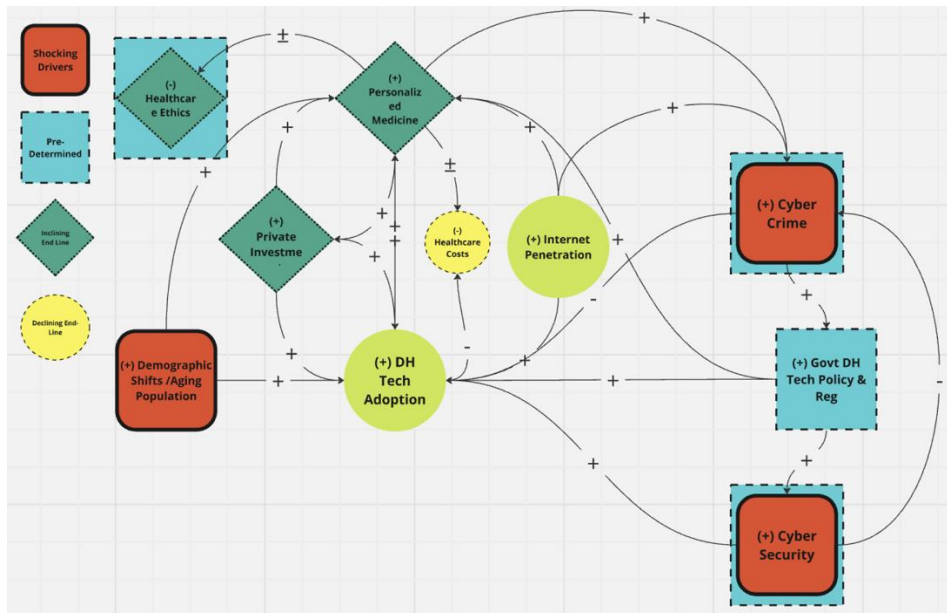 Shocking
Drivers
Pre-
Determined
Inclining
End Line
Declining End-
Line
(-)
Healthcar
e Ethics
±
(+)
Personaliz
ed
Medicine
+
+
+
+
±
+
+
(+)
Private
Investme
.
+
+
+
(-)
Healthcare
Costs
(+) Internet
Penetration
+
(+) Cyber
Crime
-
+
(+) Demographic
Shifts /Aging
Population
+
+
(+) DH
Tech
Adoption
-
+
+
(+) Govt DH
Tech Policy &
Reg
-
+
+
(+) Cyber
Security